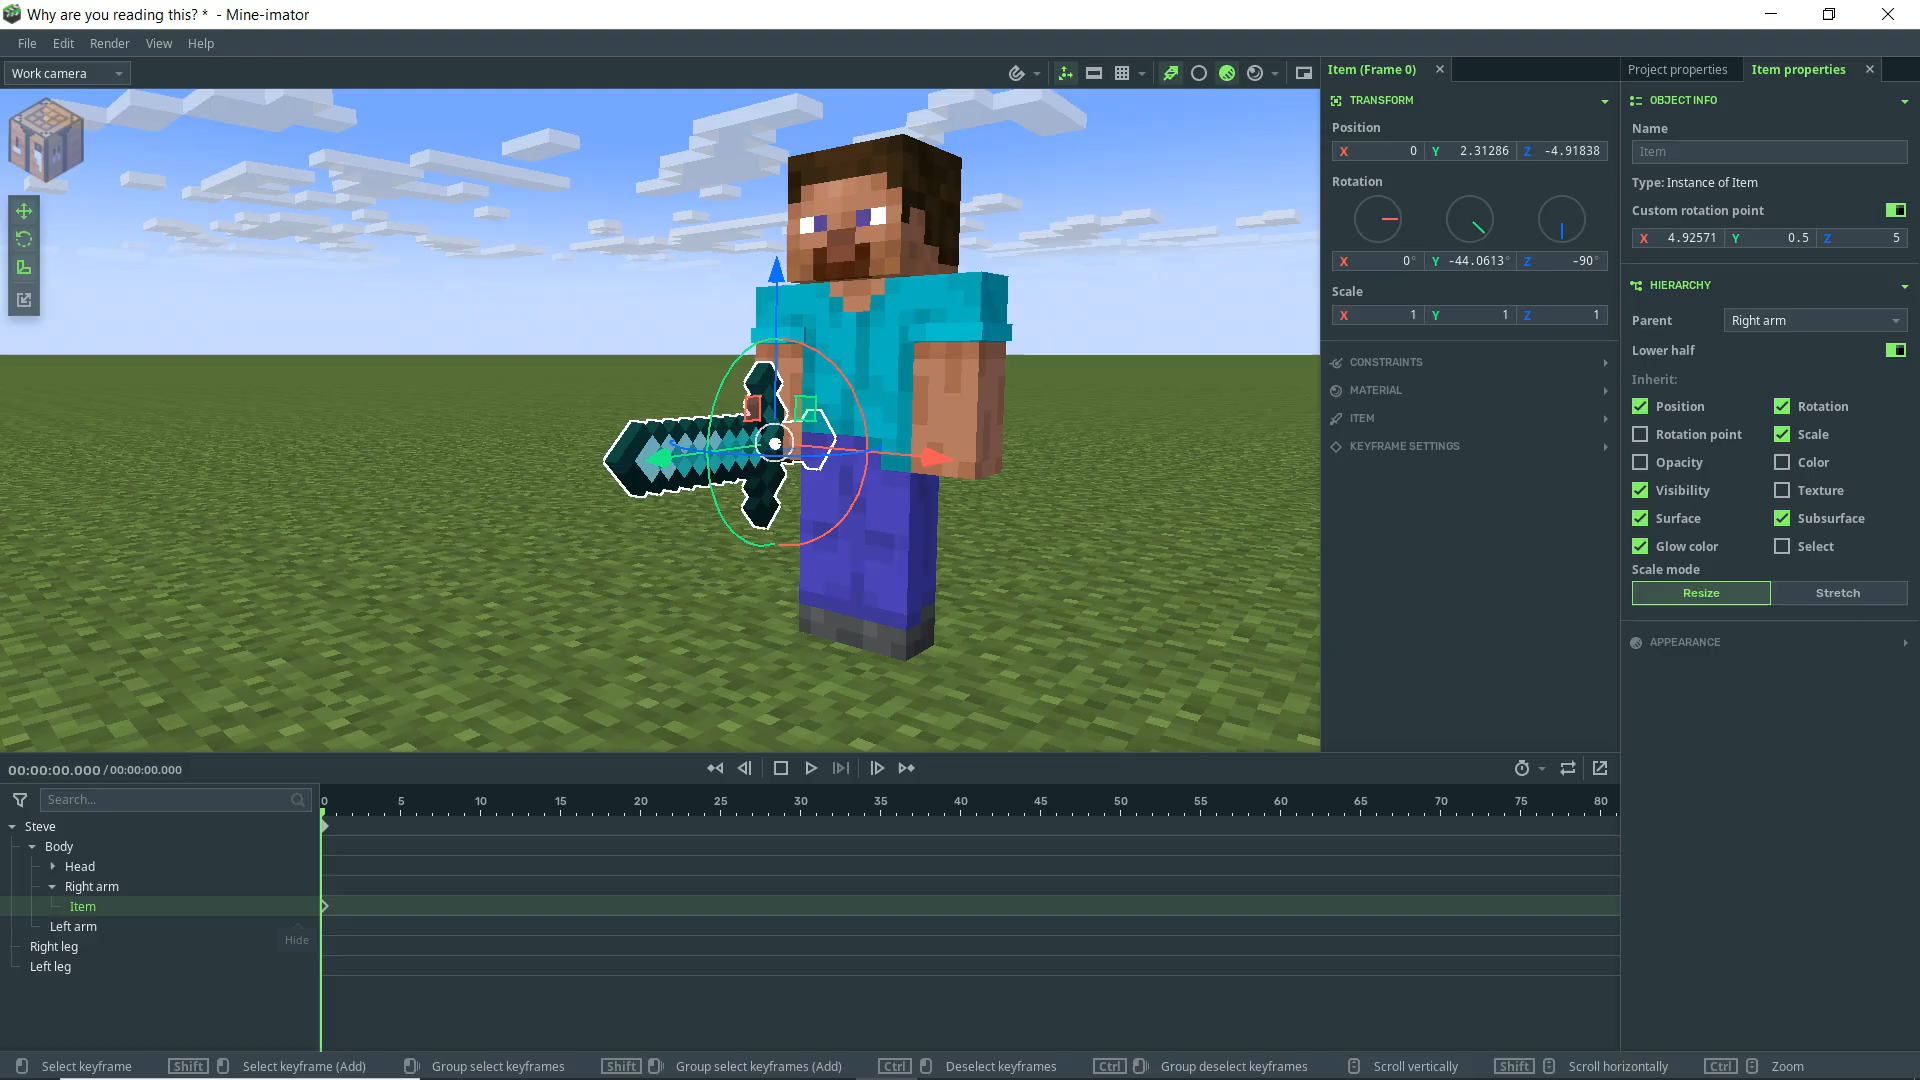 Why are you reading this? * - Mine-imator
File Edit Render View Help
Work camera
Item (Frame 0)
TRANSFORM
Position
X 0 Y 2.31286 Z -4.91838
Rotation
X 0° Y -44.0613° Z -90°
Scale
X 1 Y 1 Z 1
CONSTRAINTS
MATERIAL
ITEM
KEYFRAME SETTINGS
Project properties Item properties
OBJECT INFO
Name
Item
Type: Instance of Item
Custom rotation point
X 4.92571 Y 0.5 Z 5
HIERARCHY
Parent Right arm
Lower half
Inherit:
Position Rotation
Rotation point Scale
Opacity Color
Visibility Texture
Surface Subsurface
Glow color Select
Scale mode
Resize Stretch
APPEARANCE
00:00:00.000 / 00:00:00.000
Search...
0 5 10 15 20 25 30 35 40 45 50 55 60 65 70 75 80
Steve
Body
Head
Right arm
Item
Left arm
Hide
Right leg
Left leg
Select keyframe Shift Select keyframe (Add) Group select keyframes Shift Group select keyframes (Add) Ctrl Deselect keyframes Ctrl Group deselect keyframes Scroll vertically Shift Scroll horizontally Ctrl Zoom